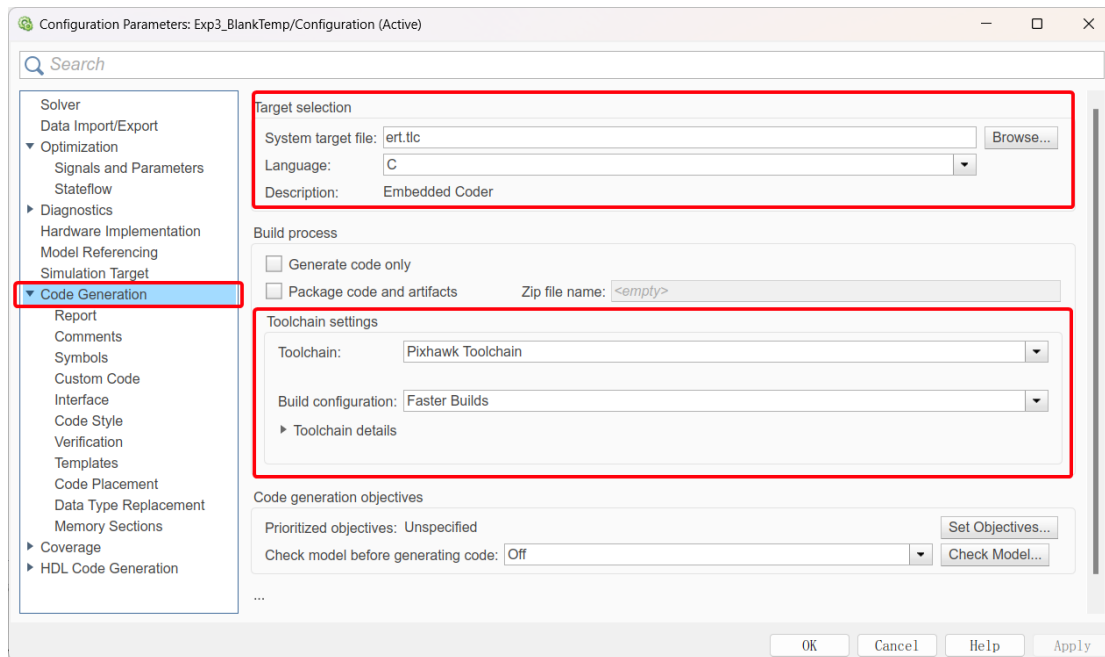 Configuration Parameters: Exp3_BlankTemp/Configuration (Active)
Search
Solver
Data Import/Export
Optimization
Signals and Parameters
Stateflow
Diagnostics
Hardware Implementation
Model Referencing
Simulation Target
Code Generation
Report
Comments
Symbols
Custom Code
Interface
Code Style
Verification
Templates
Code Placement
Data Type Replacement
Memory Sections
Coverage
HDL Code Generation
Target selection
System target file: ert.tlc Browse...
Language: C
Description: Embedded Coder
Build process
Generate code only
Package code and artifacts Zip file name: <empty>
Toolchain settings
Toolchain: Pixhawk Toolchain
Build configuration: Faster Builds
Toolchain details
Code generation objectives
Prioritized objectives: Unspecified Set Objectives...
Check model before generating code: Off Check Model...
...
OK Cancel Help Apply